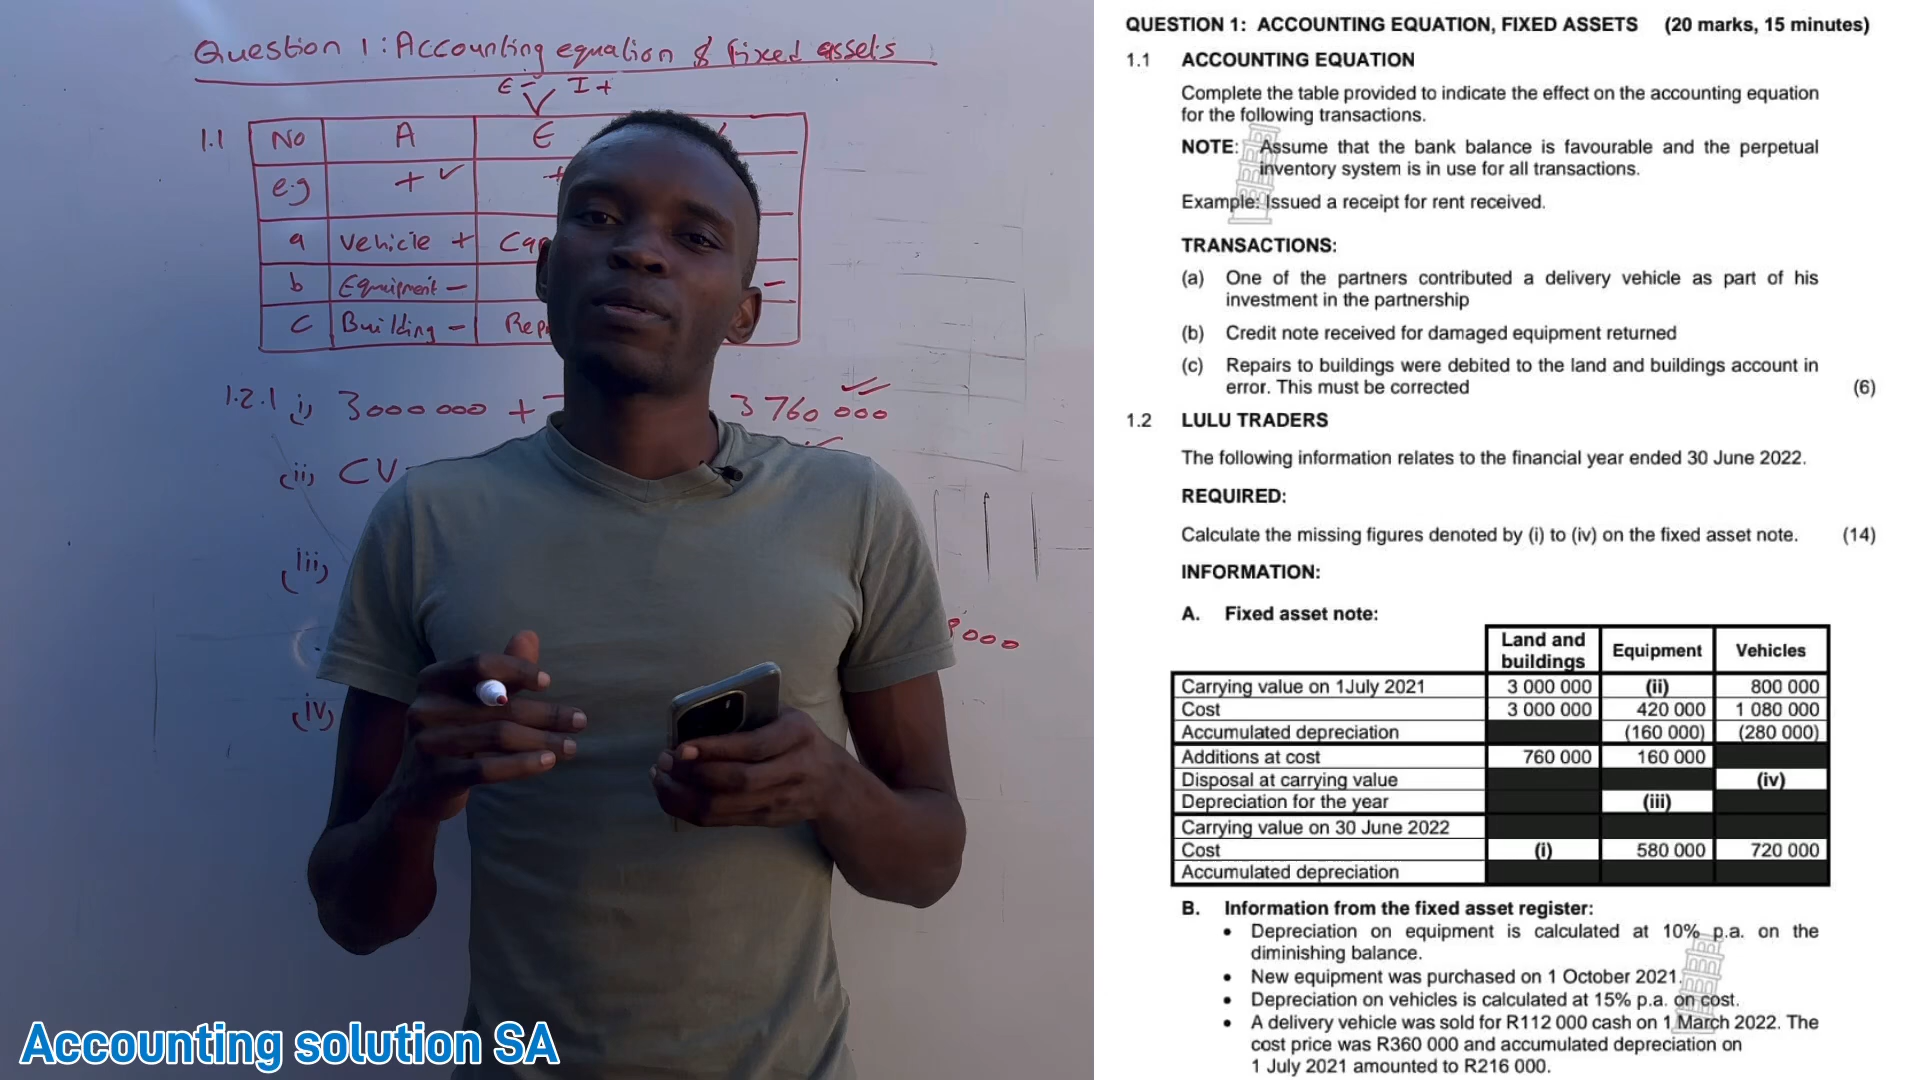 Question 1: Accounting equation & fixed assets
E- I+
1.1 No A E
e.g + ✓ +
a Vehicle +
b Equipment - -
c Building -
1.2.1 i) 3000 000 + 3 760 000
(ii) CV
(iii)
000
(iv)
Accounting solution SA
QUESTION 1: ACCOUNTING EQUATION, FIXED ASSETS (20 marks, 15 minutes)
1.1 ACCOUNTING EQUATION
Complete the table provided to indicate the effect on the accounting equation
for the following transactions.
NOTE: Assume that the bank balance is favourable and the perpetual
inventory system is in use for all transactions.
Example: Issued a receipt for rent received.
TRANSACTIONS:
(a) One of the partners contributed a delivery vehicle as part of his
investment in the partnership
(b) Credit note received for damaged equipment returned
(c) Repairs to buildings were debited to the land and buildings account in
error. This must be corrected (6)
1.2 LULU TRADERS
The following information relates to the financial year ended 30 June 2022.
REQUIRED:
Calculate the missing figures denoted by (i) to (iv) on the fixed asset note. (14)
INFORMATION:
A. Fixed asset note:
Land and
buildings Equipment Vehicles
Carrying value on 1July 2021 3 000 000 (ii) 800 000
Cost 3 000 000 420 000 1 080 000
Accumulated depreciation (160 000) (280 000)
Additions at cost 760 000 160 000
Disposal at carrying value (iv)
Depreciation for the year (iii)
Carrying value on 30 June 2022
Cost (i) 580 000 720 000
Accumulated depreciation
B. Information from the fixed asset register:
• Depreciation on equipment is calculated at 10% p.a. on the
diminishing balance.
• New equipment was purchased on 1 October 2021.
• Depreciation on vehicles is calculated at 15% p.a. on cost.
• A delivery vehicle was sold for R112 000 cash on 1 March 2022. The
cost price was R360 000 and accumulated depreciation on
1 July 2021 amounted to R216 000.